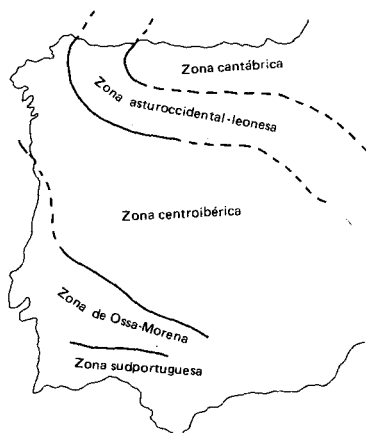 Zona cantábrica
Zona asturoccidental-leonesa
Zona centroibérica
Zona de Ossa-Morena
Zona sudportuguesa